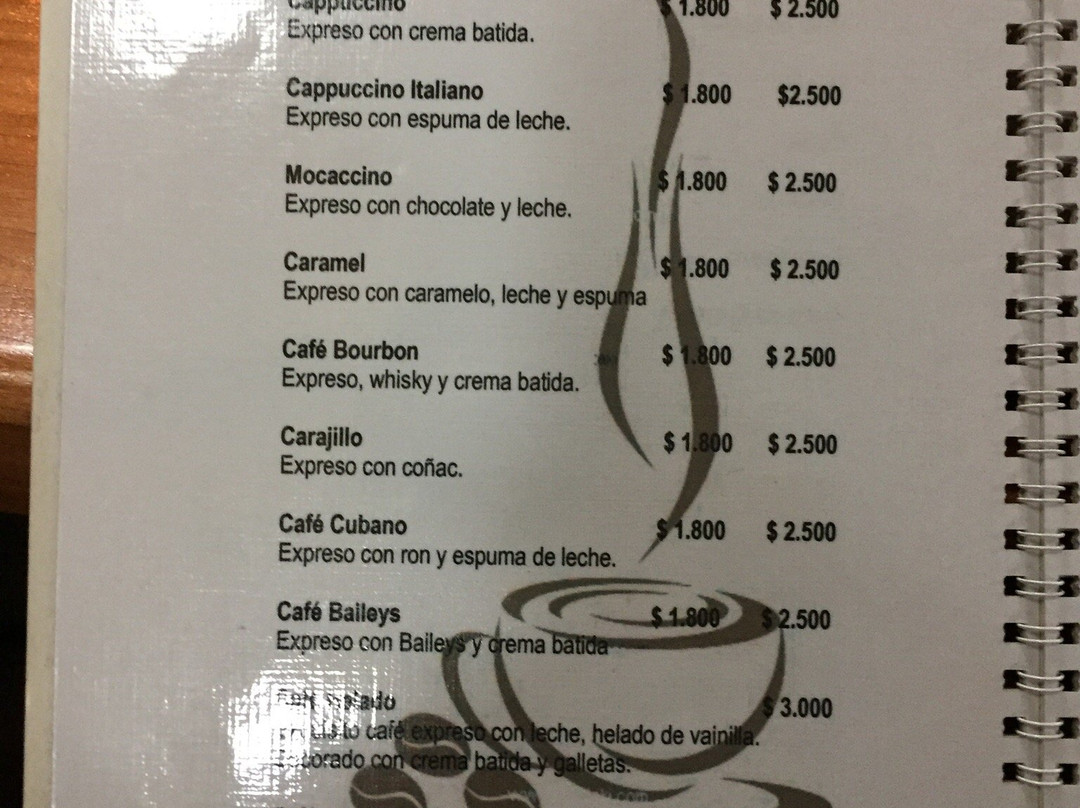 Cappuccino $ 1.800 $ 2.500
Expreso con crema batida.
Cappuccino Italiano $ 1.800 $2.500
Expreso con espuma de leche.
Mocaccino $ 1.800 $ 2.500
Expreso con chocolate y leche.
Caramel $ 1.800 $ 2.500
Expreso con caramelo, leche y espuma
Café Bourbon $ 1.800 $ 2.500
Expreso, whisky y crema batida.
Carajillo $ 1.800 $ 2.500
Expreso con coñac.
Café Cubano $ 1.800 $ 2.500
Expreso con ron y espuma de leche.
Café Baileys $ 1.800 $ 2.500
Expreso con Baileys y crema batida
$ 3.000
café expreso con leche, helado de vainilla.
con crema batida y galletas.